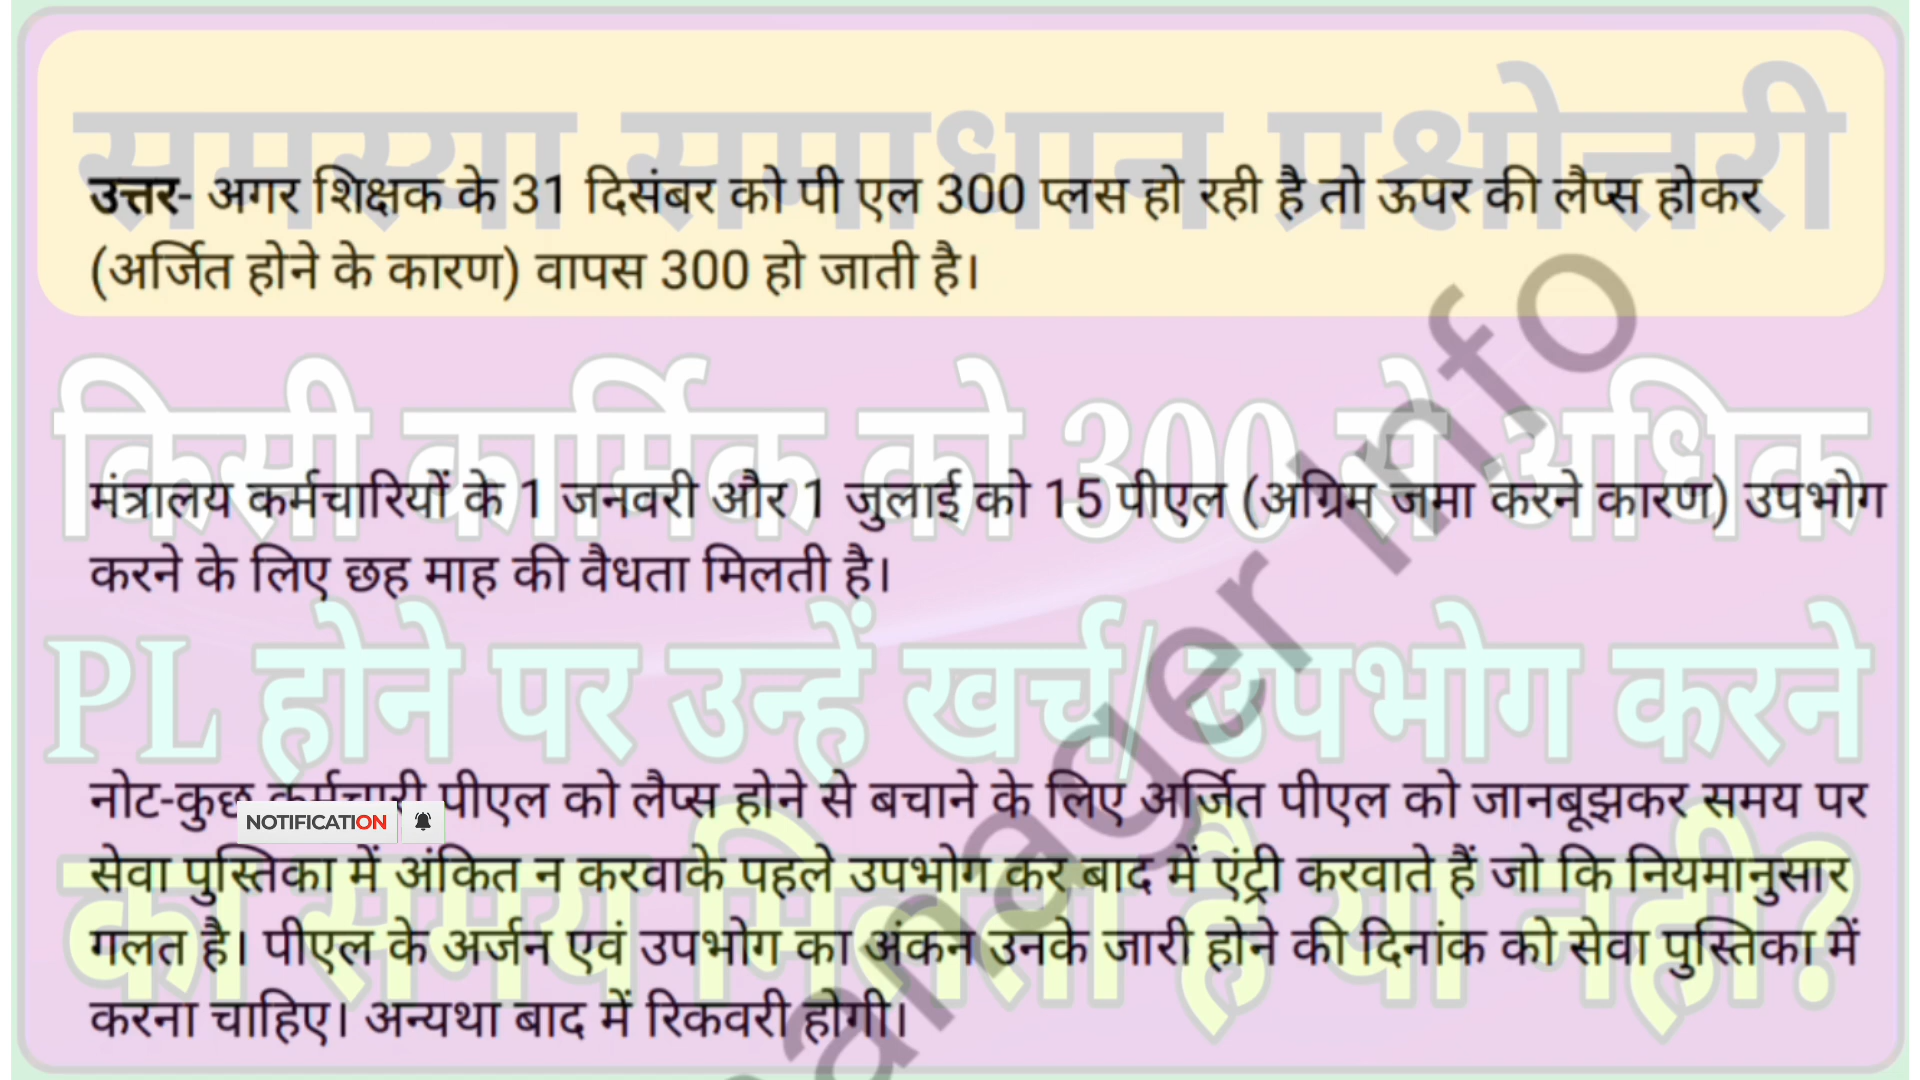 समस्या समाधान प्रश्नोत्तरी
उत्तर- अगर शिक्षक के 31 दिसंबर को पी एल 300 प्लस हो रही है तो ऊपर की लैप्स होकर
(अर्जित होने के कारण) वापस 300 हो जाती है।
किसी कार्मिक को 300 से अधिक
मंत्रालय कर्मचारियों के 1 जनवरी और 1 जुलाई को 15 पीएल (अग्रिम जमा करने कारण) उपभोग
करने के लिए छह माह की वैधता मिलती है।
PL होने पर उन्हें खर्च/ उपभोग करने
नोट-कुछ कर्मचारी पीएल को लैप्स होने से बचाने के लिए अर्जित पीएल को जानबूझकर समय पर
NOTIFICATION
सेवा पुस्तिका में अंकित न करवाके पहले उपभोग कर बाद में एंट्री करवाते हैं जो कि नियमानुसार
का समय मिलता है या नही?
गलत है। पीएल के अर्जन एवं उपभोग का अंकन उनके जारी होने की दिनांक को सेवा पुस्तिका में
करना चाहिए। अन्यथा बाद में रिकवरी होगी।
anager Info